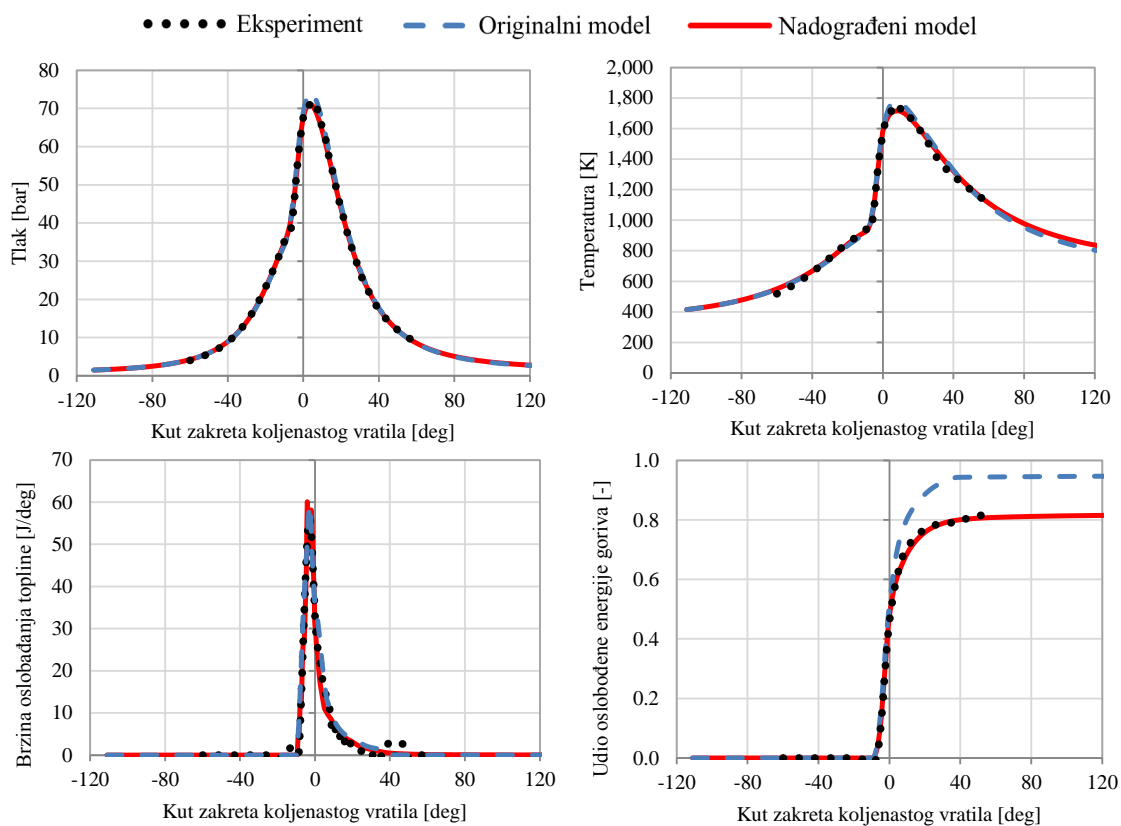 Eksperiment Originalni model Nadograđeni model
Tlak [bar]
80
70
60
50
40
30
20
10
0
-120 -80 -40 0 40 80 120
Kut zakreta koljenastog vratila [deg]
Temperatura [K]
2,000
1,800
1,600
1,400
1,200
1,000
800
600
400
200
0
-120 -80 -40 0 40 80 120
Kut zakreta koljenastog vratila [deg]
Brzina oslobađanja topline [J/deg]
70
60
50
40
30
20
10
0
-120 -80 -40 0 40 80 120
Kut zakreta koljenastog vratila [deg]
Udio oslobođene energije goriva [-]
1.0
0.8
0.6
0.4
0.2
0.0
-120 -80 -40 0 40 80 120
Kut zakreta koljenastog vratila [deg]